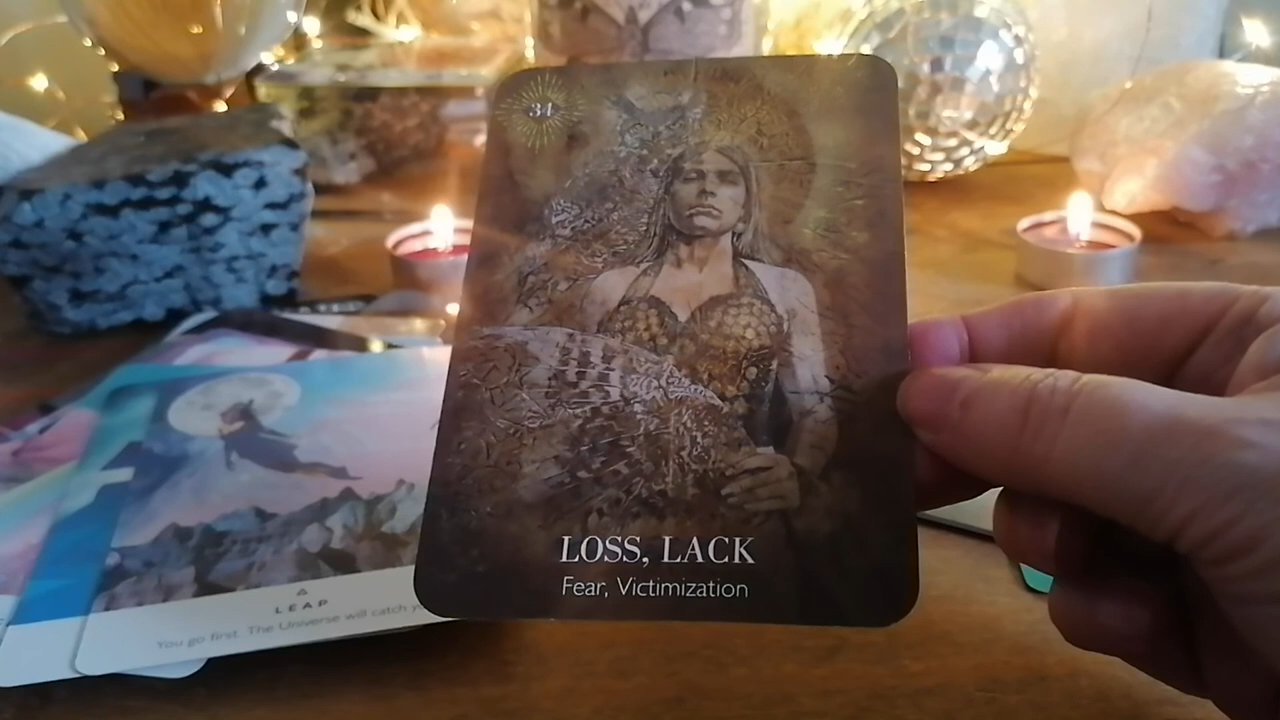 34
LOSS, LACK
Fear, Victimization
LEAP
You go first. The Universe will catch